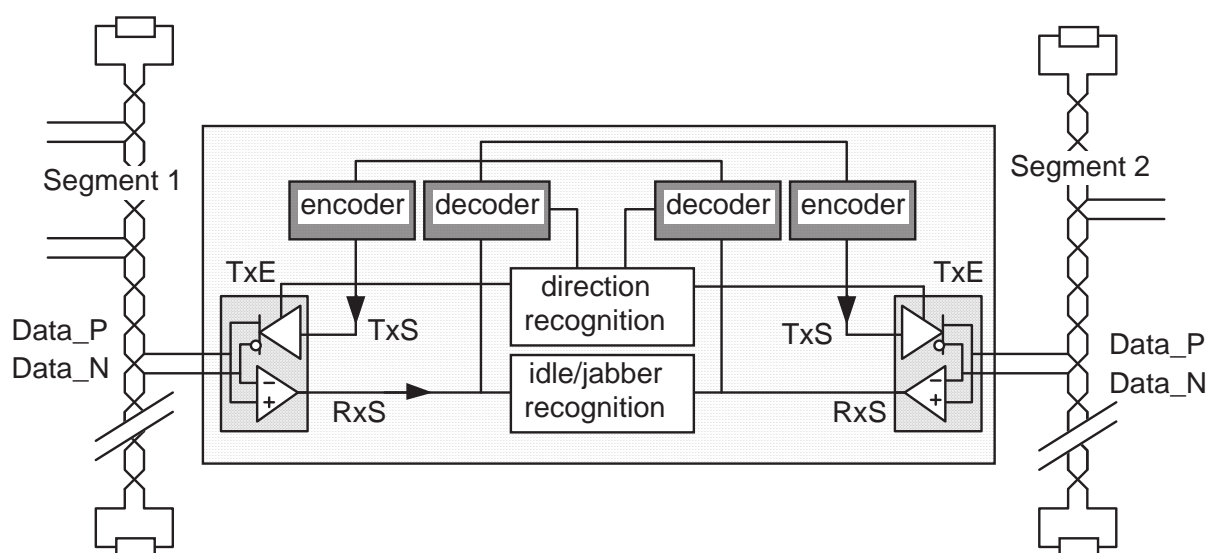 Segment 1
Segment 2
encoder
decoder
decoder
encoder
TxE
direction
recognition
TxE
TxS
TxS
Data_P
Data_N
Data_P
Data_N
−
+
idle/jabber
recognition
−
+
RxS
RxS